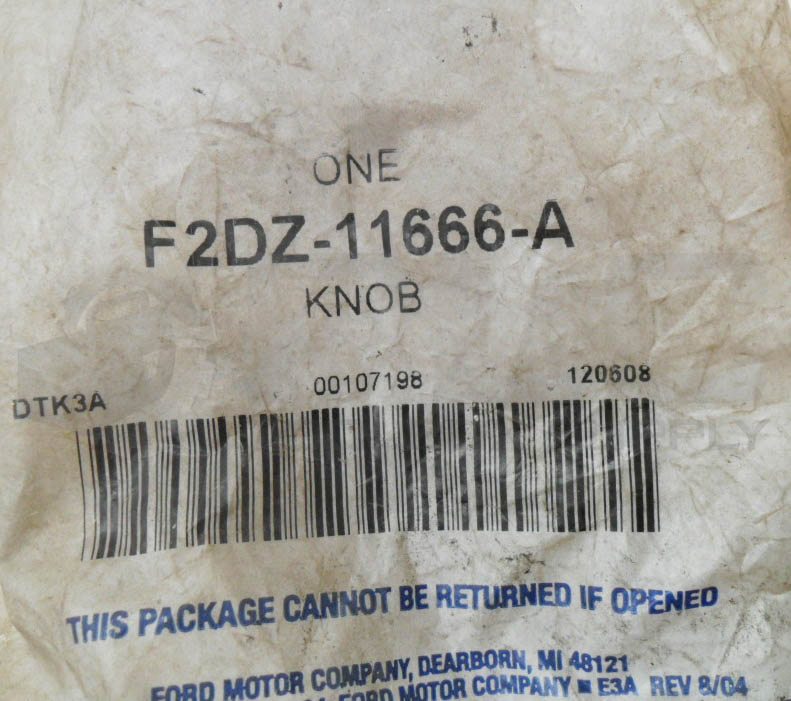 ONE
F2DZ-11666-A
KNOB
DTK3A 00107198 120608
THIS PACKAGE CANNOT BE RETURNED IF OPENED
FORD MOTOR COMPANY, DEARBORN, MI 48121
FORD MOTOR COMPANY ■ E3A REV 8/04